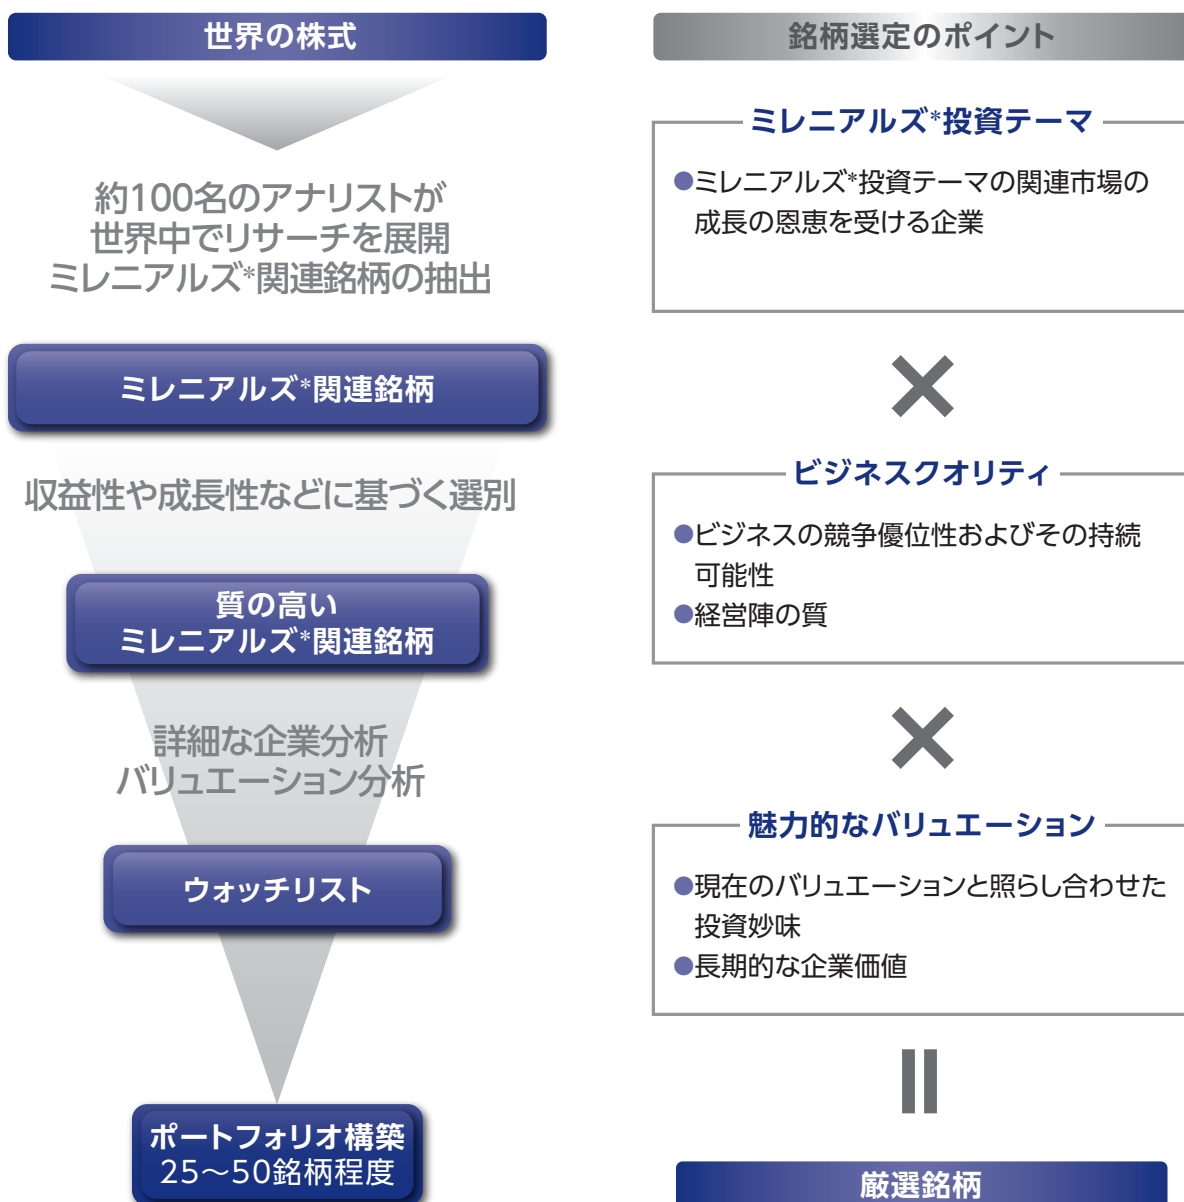 世界の株式
約100名のアナリストが
世界中でリサーチを展開
ミレニアルズ*関連銘柄の抽出
ミレニアルズ*関連銘柄
収益性や成長性などに基づく選別
質の高い
ミレニアルズ*関連銘柄
詳細な企業分析
バリュエーション分析
ウォッチリスト
ポートフォリオ構築
25～50銘柄程度
銘柄選定のポイント
ミレニアルズ*投資テーマ
●ミレニアルズ*投資テーマの関連市場の
成長の恩恵を受ける企業
×
ビジネスクオリティ
●ビジネスの競争優位性およびその持続
可能性
●経営陣の質
×
魅力的なバリュエーション
●現在のバリュエーションと照らし合わせた
投資妙味
●長期的な企業価値
厳選銘柄